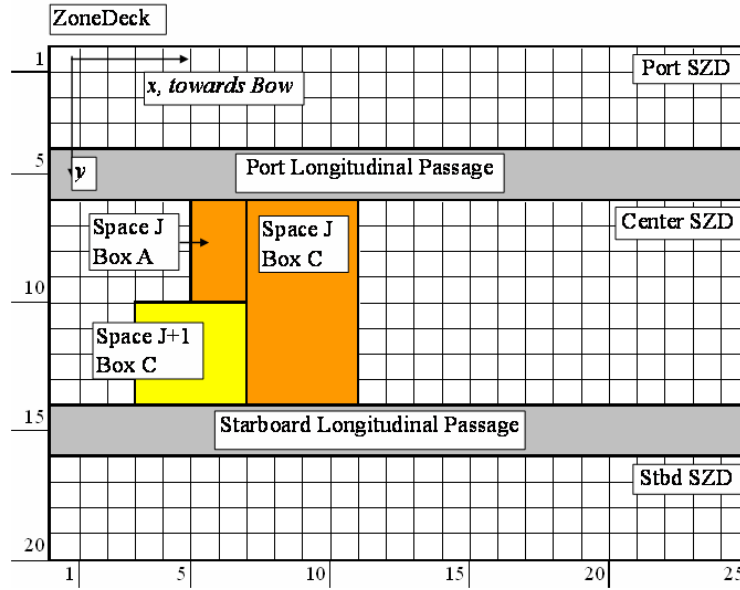 ZoneDeck
1
Port SZD
x, towards Bow
5
y
Port Longitudinal Passage
Space J
Box A
Space J
Box C
Center SZD
10
Space J+1
Box C
15
Starboard Longitudinal Passage
Stbd SZD
20
1
5
10
15
20
25